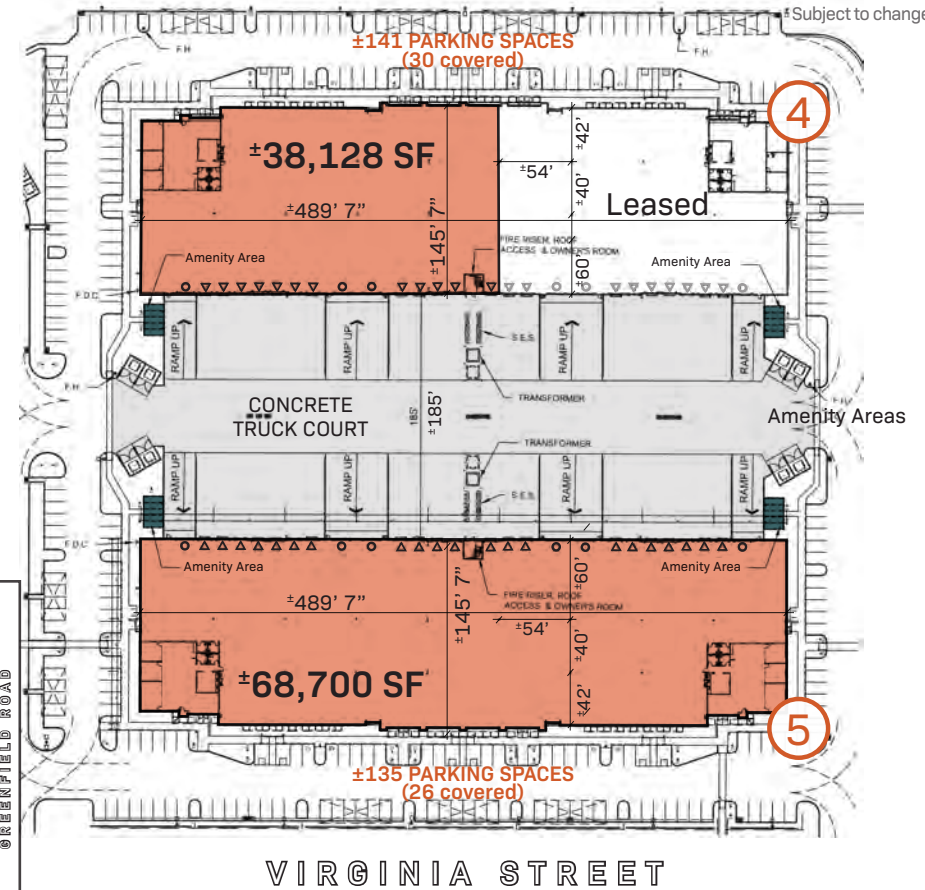 *Subject to change
±141 PARKING SPACES
(30 covered)
F.H.
F.H.
4
±38,128 SF
±42'
±54'
±40'
Leased
±489' 7”
±145' 7”
FIRE RISER, ROOF
ACCESS & OWNER'S ROOM
±60'
Amenity Area
Amenity Area
F.D.C
RAMP UP
RAMP UP
S.E.S.
RAMP UP
RAMP UP
F.H.
TRANSFORMER
CONCRETE
TRUCK COURT
185'
±185'
Amenity Areas
TRANSFORMER
RAMP UP
RAMP UP
S.E.S.
RAMP UP
RAMP UP
F.D.C
Amenity Area
Amenity Area
±60'
FIRE RISER, ROOF
ACCESS & OWNER'S ROOM
±489' 7”
±145' 7”
±54'
±40'
±68,700 SF
±42'
5
±135 PARKING SPACES
(26 covered)
GREENFIELD ROAD
VIRGINIA STREET